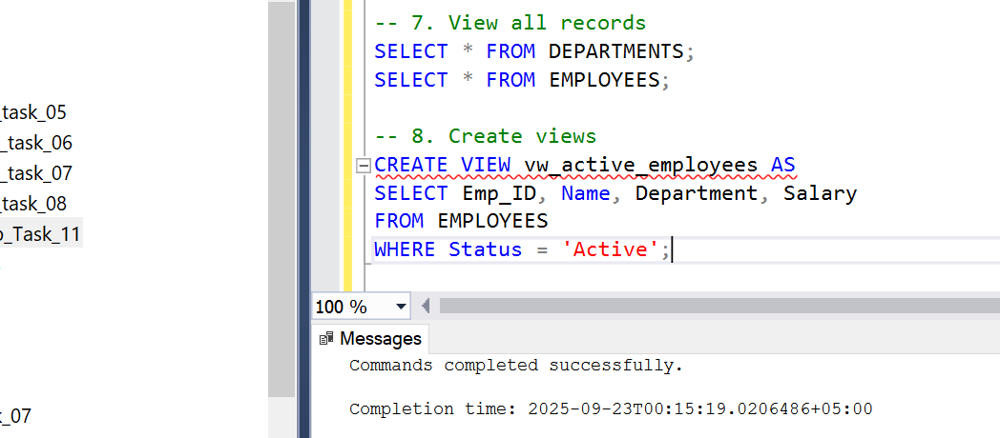 _task_05
_task_06
_task_07
_task_08
o_Task_11
_07
-- 7. View all records
SELECT * FROM DEPARTMENTS;
SELECT * FROM EMPLOYEES;
-- 8. Create views
CREATE VIEW vw_active_employees AS
SELECT Emp_ID, Name, Department, Salary
FROM EMPLOYEES
WHERE Status = 'Active';
100 %
Messages
Commands completed successfully.
Completion time: 2025-09-23T00:15:19.0206486+05:00